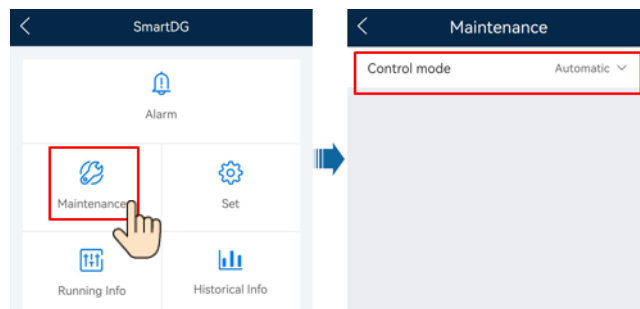 SmartDG
Alarm
Maintenance
Set
Running Info
Historical Info
Maintenance
Control mode
Automatic